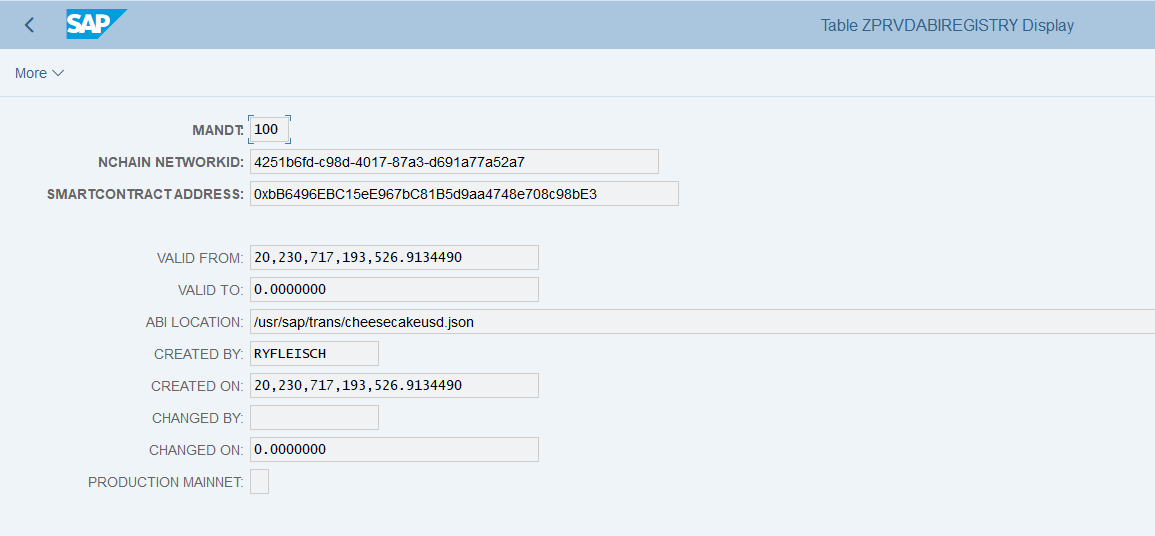 SAP
Table ZPRVDABIREGISTRY Display
More
MANDT: 100
NCHAIN NETWORKID: 4251b6fd-c98d-4017-87a3-d691a77a52a7
SMARTCONTRACT ADDRESS: 0xbB6496EBC15eE967bC81B5d9aa4748e708c98bE3
VALID FROM: 20,230,717,193,526.9134490
VALID TO: 0.0000000
ABI LOCATION: /usr/sap/trans/cheesecakeusd.json
CREATED BY: RYFLEISCH
CREATED ON: 20,230,717,193,526.9134490
CHANGED BY:
CHANGED ON: 0.0000000
PRODUCTION MAINNET: